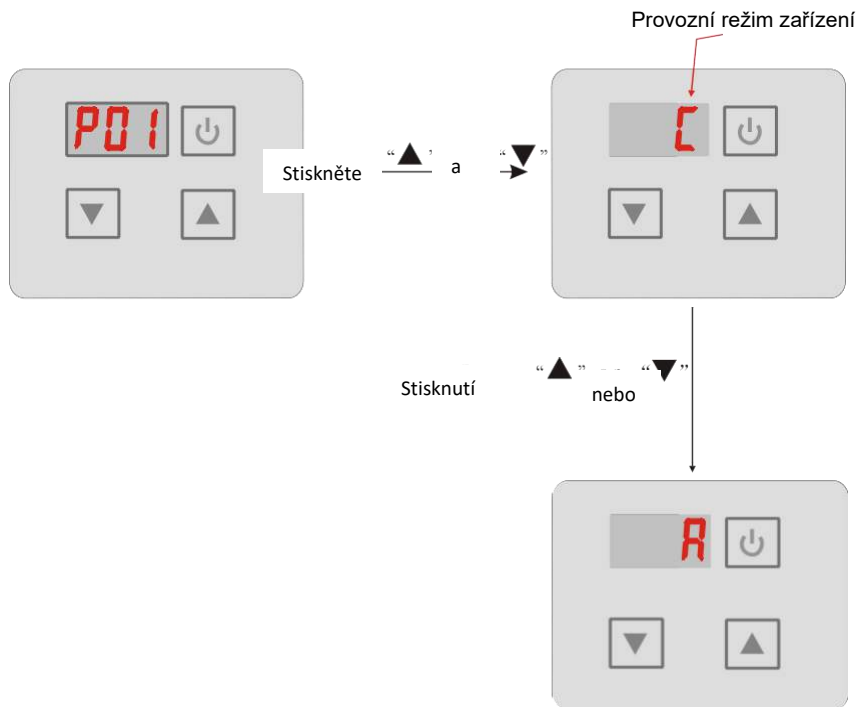 Provozní režim zařízení
P01
C
Stiskněte “▲” a “▼”
Stisknutí “▲” nebo “▼”
A